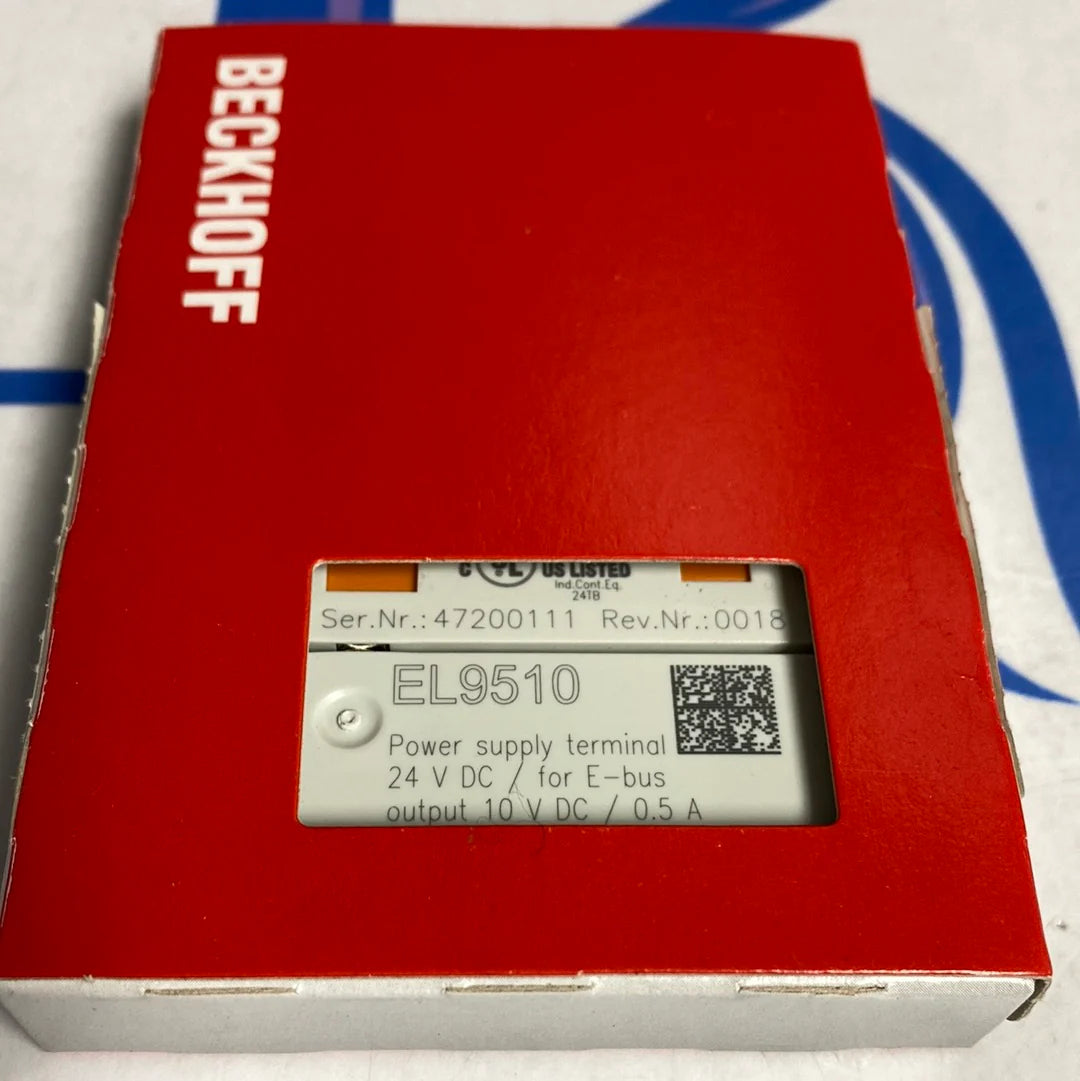 BECKHOFF
C UL US LISTED
Ind.Cont.Eq.
24TB
Ser.Nr.: 47200111 Rev.Nr.:0018
EL9510
Power supply terminal
24 V DC / for E-bus
output 10 V DC / 0.5 A